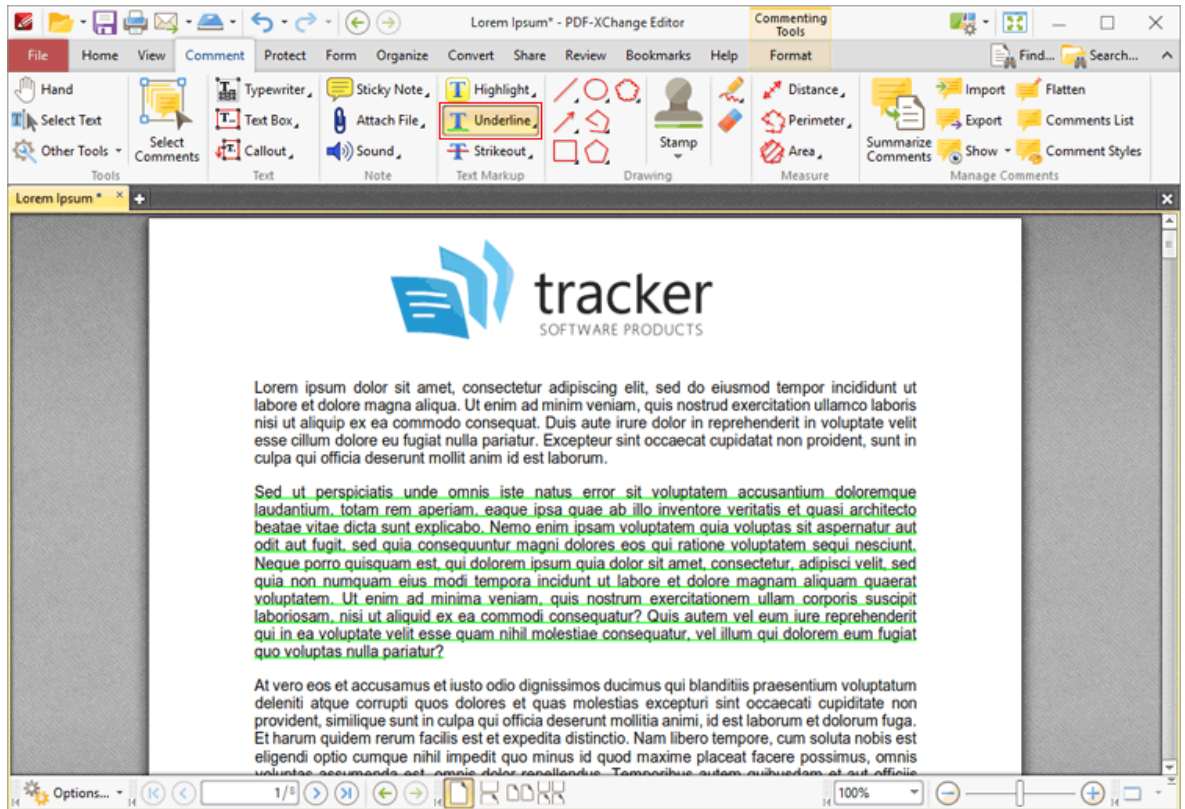 Lorem Ipsum* - PDF-XChange Editor
Commenting Tools
File Home View Comment Protect Form Organize Convert Share Review Bookmarks Help Format Find... Search...
Hand
Select Text
Other Tools
Tools
Select Comments
Typewriter
Text Box
Callout
Text
Sticky Note
Attach File
Sound
Note
Highlight
Underline
Strikeout
Text Markup
Stamp
Drawing
Distance
Perimeter
Area
Measure
Summarize Comments
Import
Export
Show
Flatten
Comments List
Comment Styles
Manage Comments
Lorem Ipsum *
tracker
SOFTWARE PRODUCTS
Lorem ipsum dolor sit amet, consectetur adipiscing elit, sed do eiusmod tempor incididunt ut
labore et dolore magna aliqua. Ut enim ad minim veniam, quis nostrud exercitation ullamco laboris
nisi ut aliquip ex ea commodo consequat. Duis aute irure dolor in reprehenderit in voluptate velit
esse cillum dolore eu fugiat nulla pariatur. Excepteur sint occaecat cupidatat non proident, sunt in
culpa qui officia deserunt mollit anim id est laborum.
Sed ut perspiciatis unde omnis iste natus error sit voluptatem accusantium doloremque
laudantium, totam rem aperiam, eaque ipsa quae ab illo inventore veritatis et quasi architecto
beatae vitae dicta sunt explicabo. Nemo enim ipsam voluptatem quia voluptas sit aspernatur aut
odit aut fugit, sed quia consequuntur magni dolores eos qui ratione voluptatem sequi nesciunt.
Neque porro quisquam est, qui dolorem ipsum quia dolor sit amet, consectetur, adipisci velit, sed
quia non numquam eius modi tempora incidunt ut labore et dolore magnam aliquam quaerat
voluptatem. Ut enim ad minima veniam, quis nostrum exercitationem ullam corporis suscipit
laboriosam, nisi ut aliquid ex ea commodi consequatur? Quis autem vel eum iure reprehenderit
qui in ea voluptate velit esse quam nihil molestiae consequatur, vel illum qui dolorem eum fugiat
quo voluptas nulla pariatur?
At vero eos et accusamus et iusto odio dignissimos ducimus qui blanditiis praesentium voluptatum
deleniti atque corrupti quos dolores et quas molestias excepturi sint occaecati cupiditate non
provident, similique sunt in culpa qui officia deserunt mollitia animi, id est laborum et dolorum fuga.
Et harum quidem rerum facilis est et expedita distinctio. Nam libero tempore, cum soluta nobis est
eligendi optio cumque nihil impedit quo minus id quod maxime placeat facere possimus, omnis
voluptas assumenda est, omnis dolor repellendus. Temporibus autem quibusdam et aut officiis
Options...
1/8
100%